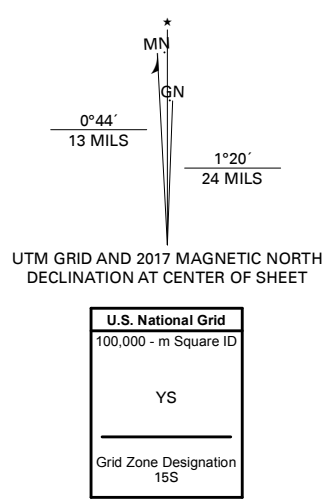 ★
MN
GN
0°44´
13 MILS
1°20´
24 MILS
UTM GRID AND 2017 MAGNETIC NORTH
DECLINATION AT CENTER OF SHEET
U.S. National Grid
100,000 - m Square ID
YS
Grid Zone Designation
15S